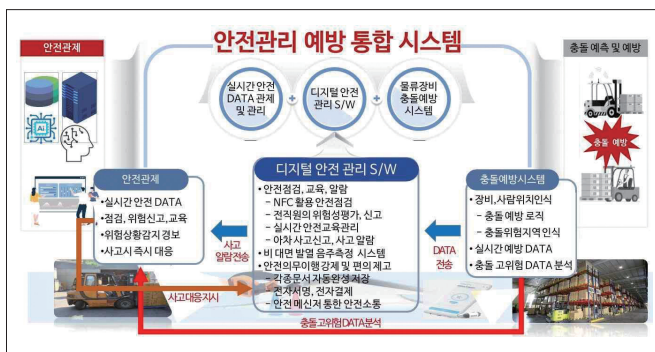 안전관리 예방 통합 시스템
안전관제
충돌 예측 및 예방
실시간 안전
DATA 관제
및 관리
+
디지털 안전
관리 S/W
+
물류장비
충돌예방
시스템
AI
충돌 예방
안전관제
•실시간 안전 DATA
•점검, 위험신고, 교육
•위험상황감지 경보
•사고시 즉시 대응
사고
알람전송
디지털 안전 관리 S/W
•안전점검, 교육, 알람
– NFC 활용 안전점검
– 전직원의 위험성평가, 신고
– 실시간 안전교육관리
– 아차 사고신고, 사고 알람
•비 대면 발열 음주측정 시스템
•안전의무이행 강제 및 편의 제고
– 각종문서 자동완성 저장
– 전자서명, 전자결제
– 안전 메신저 통한 안전소통
DATA
전송
충돌예방시스템
•장비, 사람위치인식
– 충돌 예방 로직
– 충돌위험지역 인식
•실시간 예방 DATA
•충돌 고위험 DATA 분석
사고대응지시
충돌고위험DATA분석